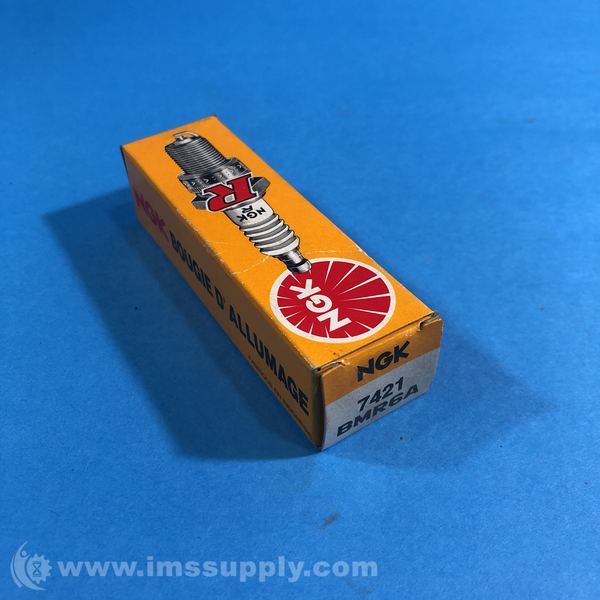 R
NGK
R
NGK
NGK BOUGIE D'ALLUMAGE
NGK
7421
BMR6A
www.imssupply.com